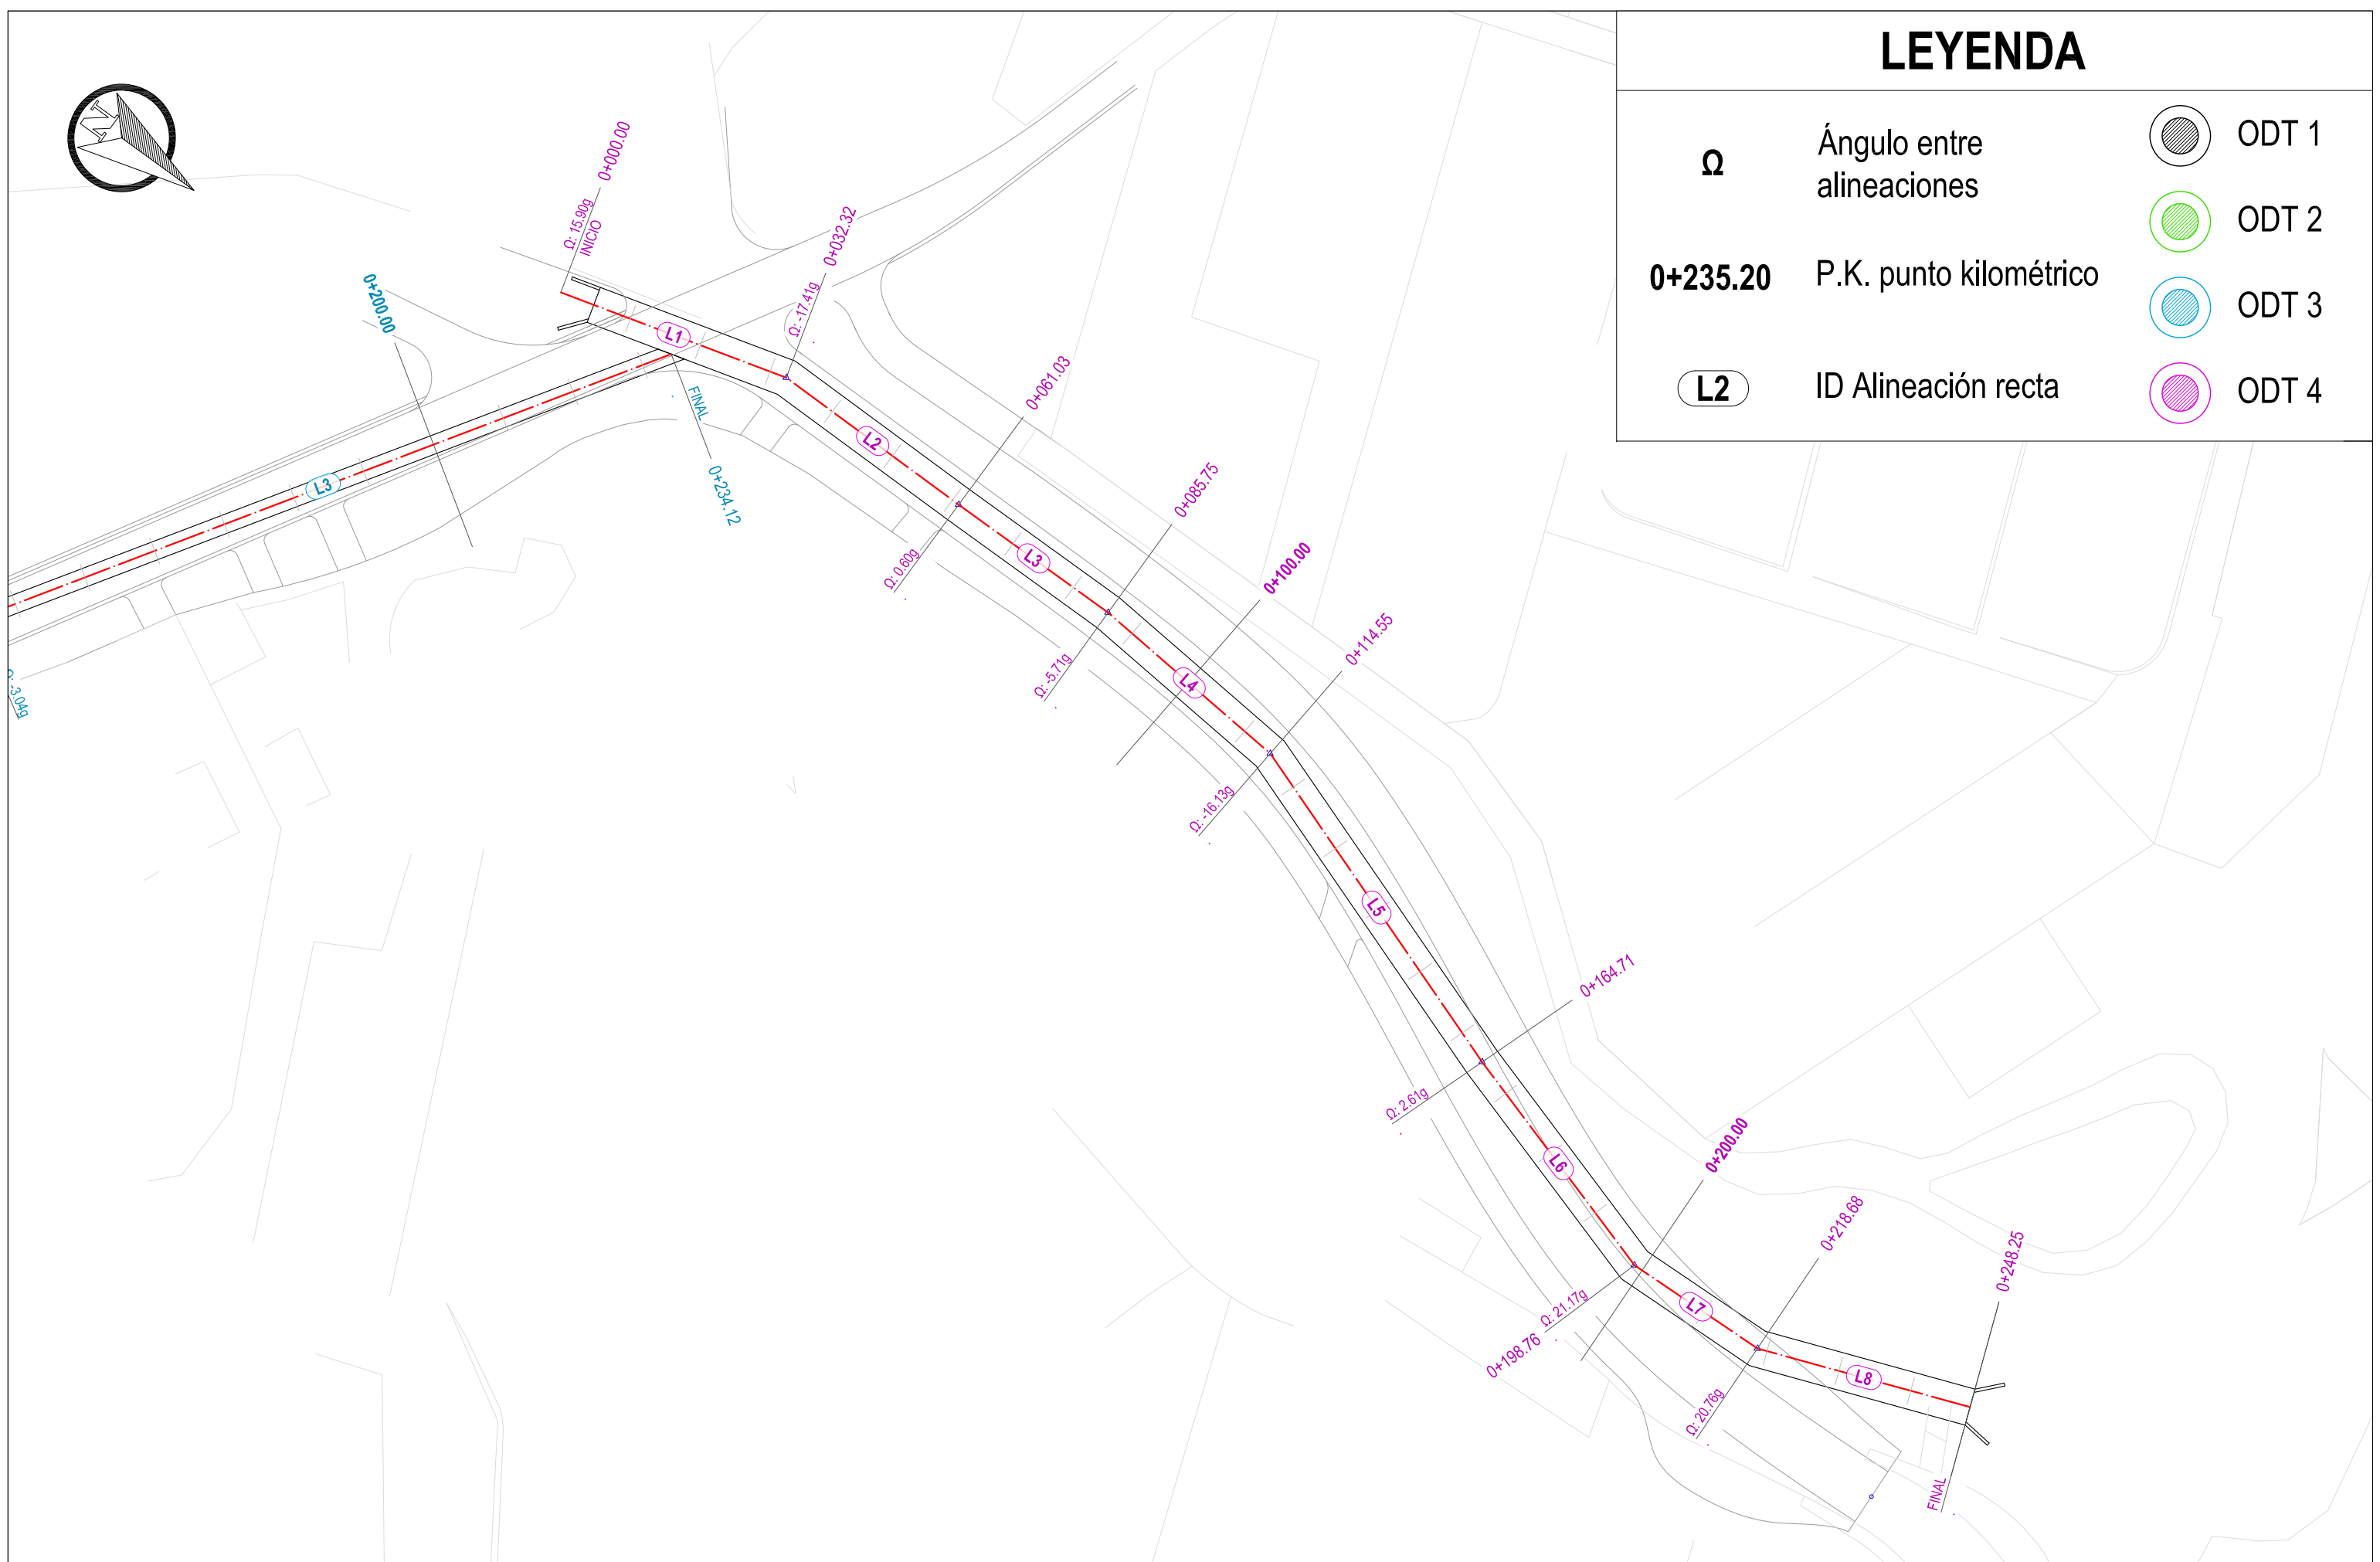 LEYENDA
Ω
Ángulo entre
alineaciones
0+235.20
P.K. punto kilométrico
L2
ID Alineación recta
ODT 1
ODT 2
ODT 3
ODT 4
N
0+000.00
Ω: 15.90g
INICIO
0+032.32
Ω: -17.41g
0+200.00
L1
FINAL
0+234.12
L3
Ω: -3.04g
L2
0+061.03
Ω: 0.60g
L3
0+085.75
Ω: -5.71g
0+100.00
L4
0+114.55
Ω: -16.13g
L5
0+164.71
Ω: 2.61g
L6
0+200.00
Ω: 21.17g
0+198.76
L7
0+218.68
Ω: 20.76g
L8
0+248.25
FINAL